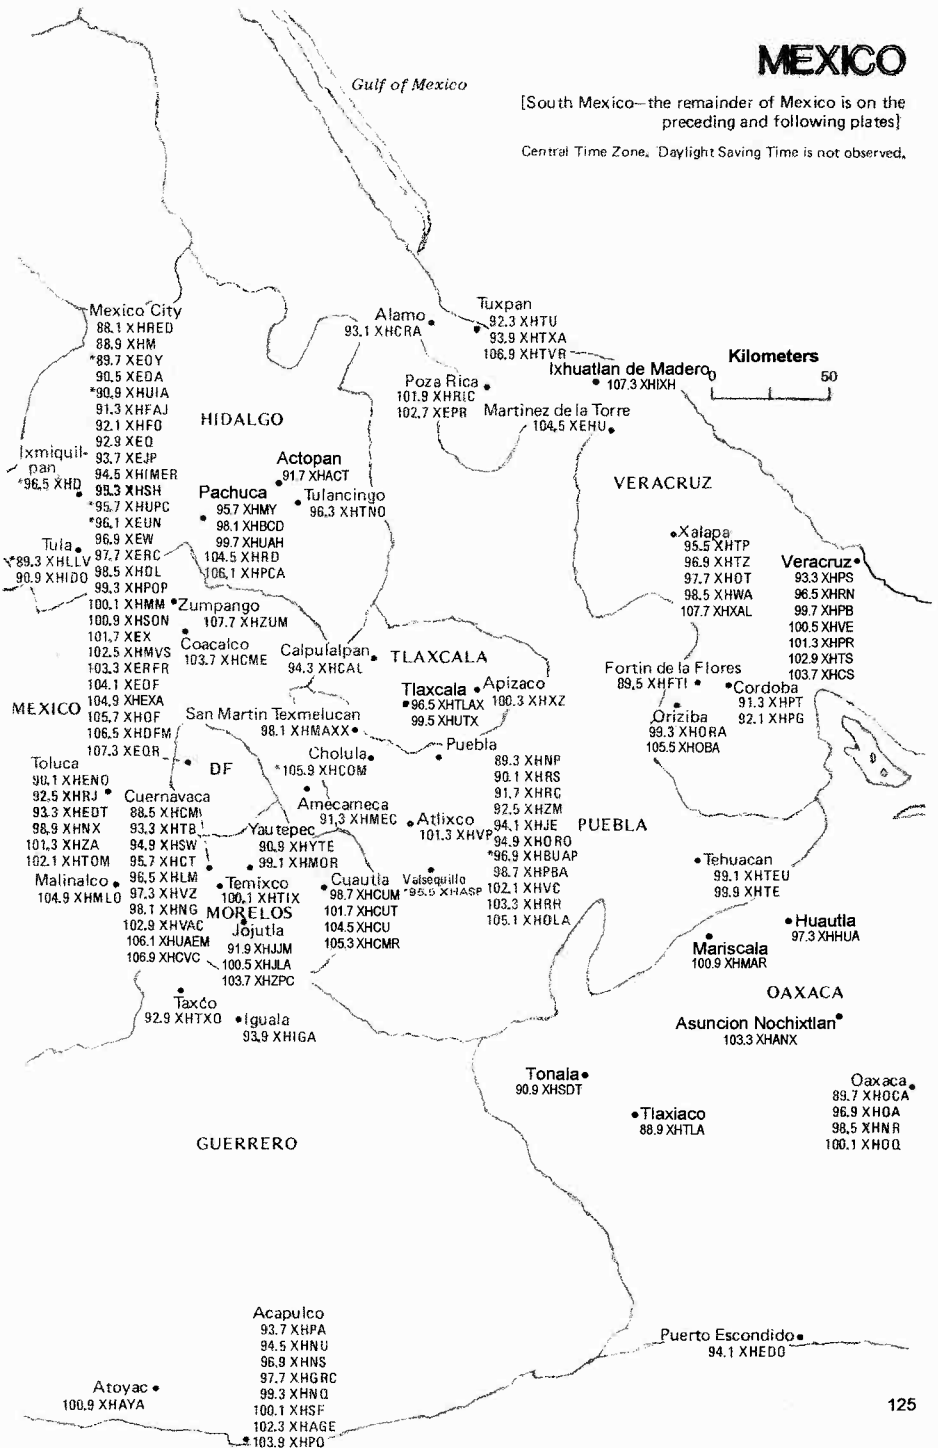 MEXICO
Gulf of Mexico
[South Mexico—the remainder of Mexico is on the
preceding and following plates]
Central Time Zone. Daylight Saving Time is not observed.
Mexico City
88.1 XHRED
88.9 XHM
*89.7 XEOY
90.5 XEDA
*90.9 XHUIA
91.3 XHFAJ
92.1 XHFO
92.9 XEQ
93.7 XEJP
94.5 XHIMER
95.3 XHSH
*95.7 XHUPC
*96.1 XEUN
96.9 XEW
97.7 XERC
98.5 XHDL
99.3 XHPOP
100.1 XHMM
100.9 XHSON
101.7 XEX
102.5 XHMVS
103.3 XERFR
104.1 XEDF
104.9 XHEXA
105.7 XHOF
106.5 XHDFM
107.3 XEQR
Alamo
93.1 XHCRA
Tuxpan
92.3 XHTU
93.9 XHTXA
106.9 XHTVR
Ixhuatlan de Madero
107.3 XHIXH
Kilometers
0 50
Poza Rica
101.9 XHRIC
102.7 XEPR
Martinez de la Torre
104.5 XEHU
HIDALGO
Ixmiquil-
pan
*96.5 XHD
Actopan
91.7 XHACT
Pachuca
95.7 XHMY
98.1 XHBCD
99.7 XHUAH
104.5 XHRD
106.1 XHPCA
Tulancingo
96.3 XHTNO
VERACRUZ
Tula
*89.3 XHLLV
90.9 XHIDO
Xalapa
95.5 XHTP
96.9 XHTZ
97.7 XHOT
98.5 XHWA
107.7 XHXAL
Veracruz
93.3 XHPS
96.5 XHRN
99.7 XHPB
100.5 XHVE
101.3 XHPR
102.9 XHTS
103.7 XHCS
Zumpango
107.7 XHZUM
Coacalco
103.7 XHCME
Calpulalpan
94.3 XHCAL
TLAXCALA
Tlaxcala
*96.5 XHTLAX
99.5 XHUTX
Apizaco
100.3 XHXZ
Fortin de la Flores
89.5 XHFTI
Cordoba
91.3 XHPT
92.1 XHPG
Oriziba
99.3 XHORA
105.5 XHOBA
MEXICO
San Martin Texmelucan
98.1 XHMAXX
DF
Cholula
*105.9 XHCOM
Puebla
89.3 XHNP
90.1 XHRS
91.7 XHRC
92.5 XHZM
94.1 XHJE
94.9 XHORO
*96.9 XHBUAP
98.7 XHPBA
102.1 XHVC
103.3 XHRH
105.1 XHOLA
PUEBLA
Toluca
90.1 XHENO
92.5 XHRJ
93.3 XHEDT
98.9 XHNX
101.3 XHZA
102.1 XHTOM
Malinalco
104.9 XHMLO
Cuernavaca
88.5 XHCM
93.3 XHTB
94.9 XHSW
95.7 XHCT
96.5 XHLM
97.3 XHVZ
98.1 XHNG
102.9 XHVAC
106.1 XHUAEM
106.9 XHCVC
Amecameca
91.3 XHMEC
Yautepec
90.9 XHYTE
99.1 XHMOR
Atlixco
101.3 XHVP
Temixco
100.1 XHTIX
MORELOS
Cuautla
98.7 XHCUM
101.7 XHCUT
104.5 XHCU
105.3 XHCMR
Valsequillo
*95.5 XHASP
Jojutla
91.9 XHJJM
100.5 XHJLA
103.7 XHZPC
Tehuacan
99.1 XHTEU
99.9 XHTE
Huautla
97.3 XHHUA
Mariscala
100.9 XHMAR
OAXACA
Taxco
92.9 XHTXO
Iguala
93.9 XHIGA
Asuncion Nochixtlan
103.3 XHANX
Tonala
90.9 XHSDT
Tlaxiaco
88.9 XHTLA
Oaxaca
89.7 XHOCA
96.9 XHOA
98.5 XHNR
100.1 XHOQ
GUERRERO
Acapulco
93.7 XHPA
94.5 XHNU
96.9 XHNS
97.7 XHGRC
99.3 XHNQ
100.1 XHSF
102.3 XHAGE
103.9 XHPO
Atoyac
100.9 XHAYA
Puerto Escondido
94.1 XHEDO
125